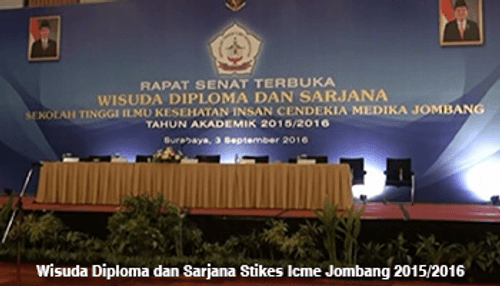 RAPAT SENAT TERBUKA
WISUDA DIPLOMA DAN SARJANA
SEKOLAH TINGGI ILMU KESEHATAN INSAN CENDEKIA MEDIKA JOMBANG
TAHUN AKADEMIK 2015/2016
Surabaya, 3 September 2016
Wisuda Diploma dan Sarjana Stikes Icme Jombang 2015/2016